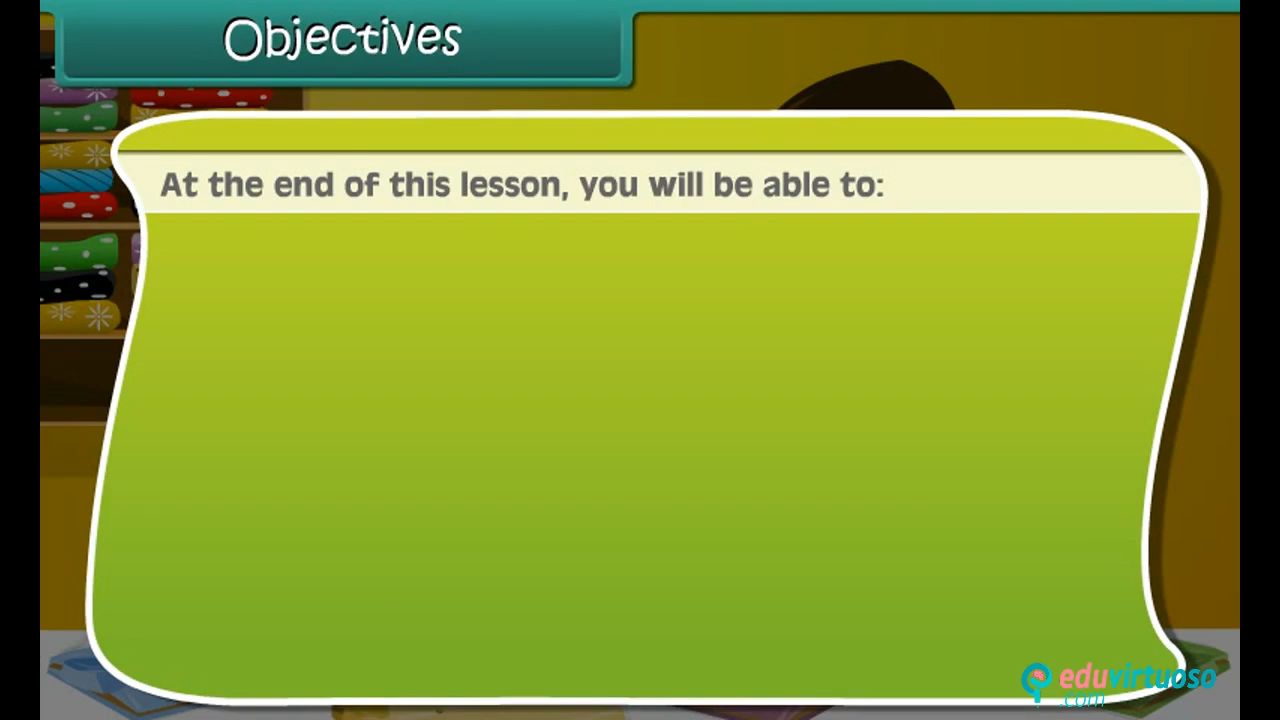 Objectives
At the end of this lesson, you will be able to:
eduvirtuoso
.com